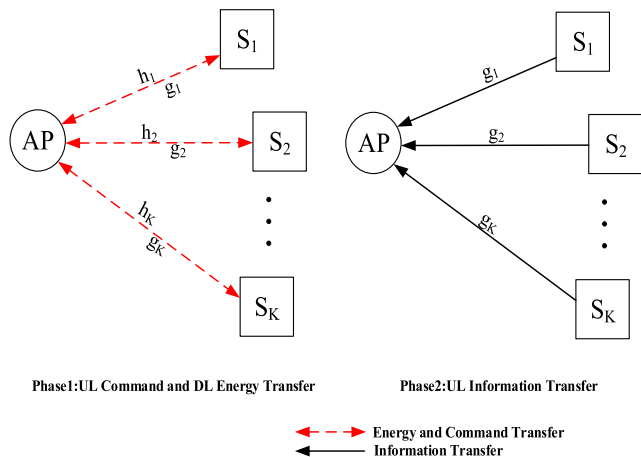 S1
h1
g1
AP
h2
g2
S2
hK
gK
SK
Phase1:UL Command and DL Energy Transfer
S1
g1
AP
g2
S2
gK
SK
Phase2:UL Information Transfer
Energy and Command Transfer
Information Transfer